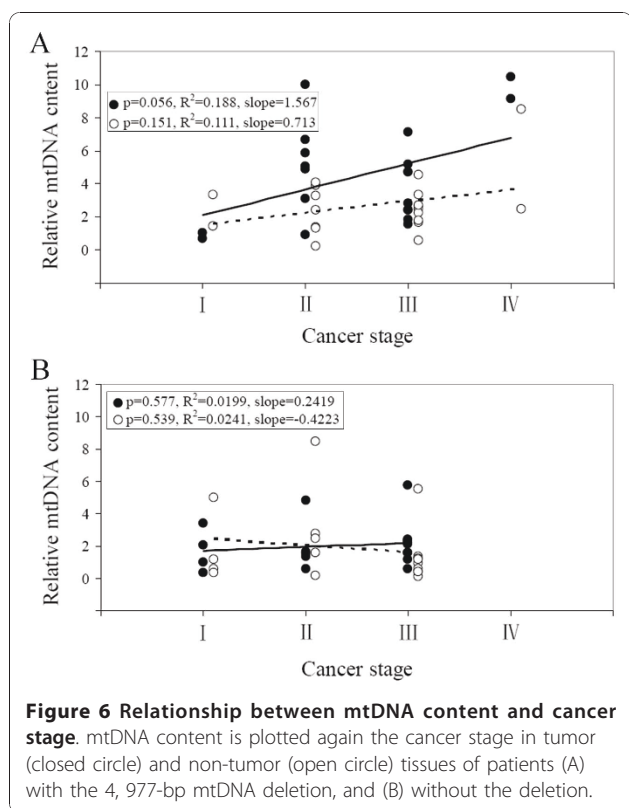 A
12
10
8
6
4
2
0
Relative mtDNA cntent
p=0.056, R²=0.188, slope=1.567
p=0.151, R²=0.111, slope=0.713
I II III IV
Cancer stage
B
12
10
8
6
4
2
0
Relative mtDNA content
p=0.577, R²=0.0199, slope=0.2419
p=0.539, R²=0.0241, slope=-0.4223
I II III IV
Cancer stage
Figure 6 Relationship between mtDNA content and cancer
stage. mtDNA content is plotted again the cancer stage in tumor
(closed circle) and non-tumor (open circle) tissues of patients (A)
with the 4, 977-bp mtDNA deletion, and (B) without the deletion.